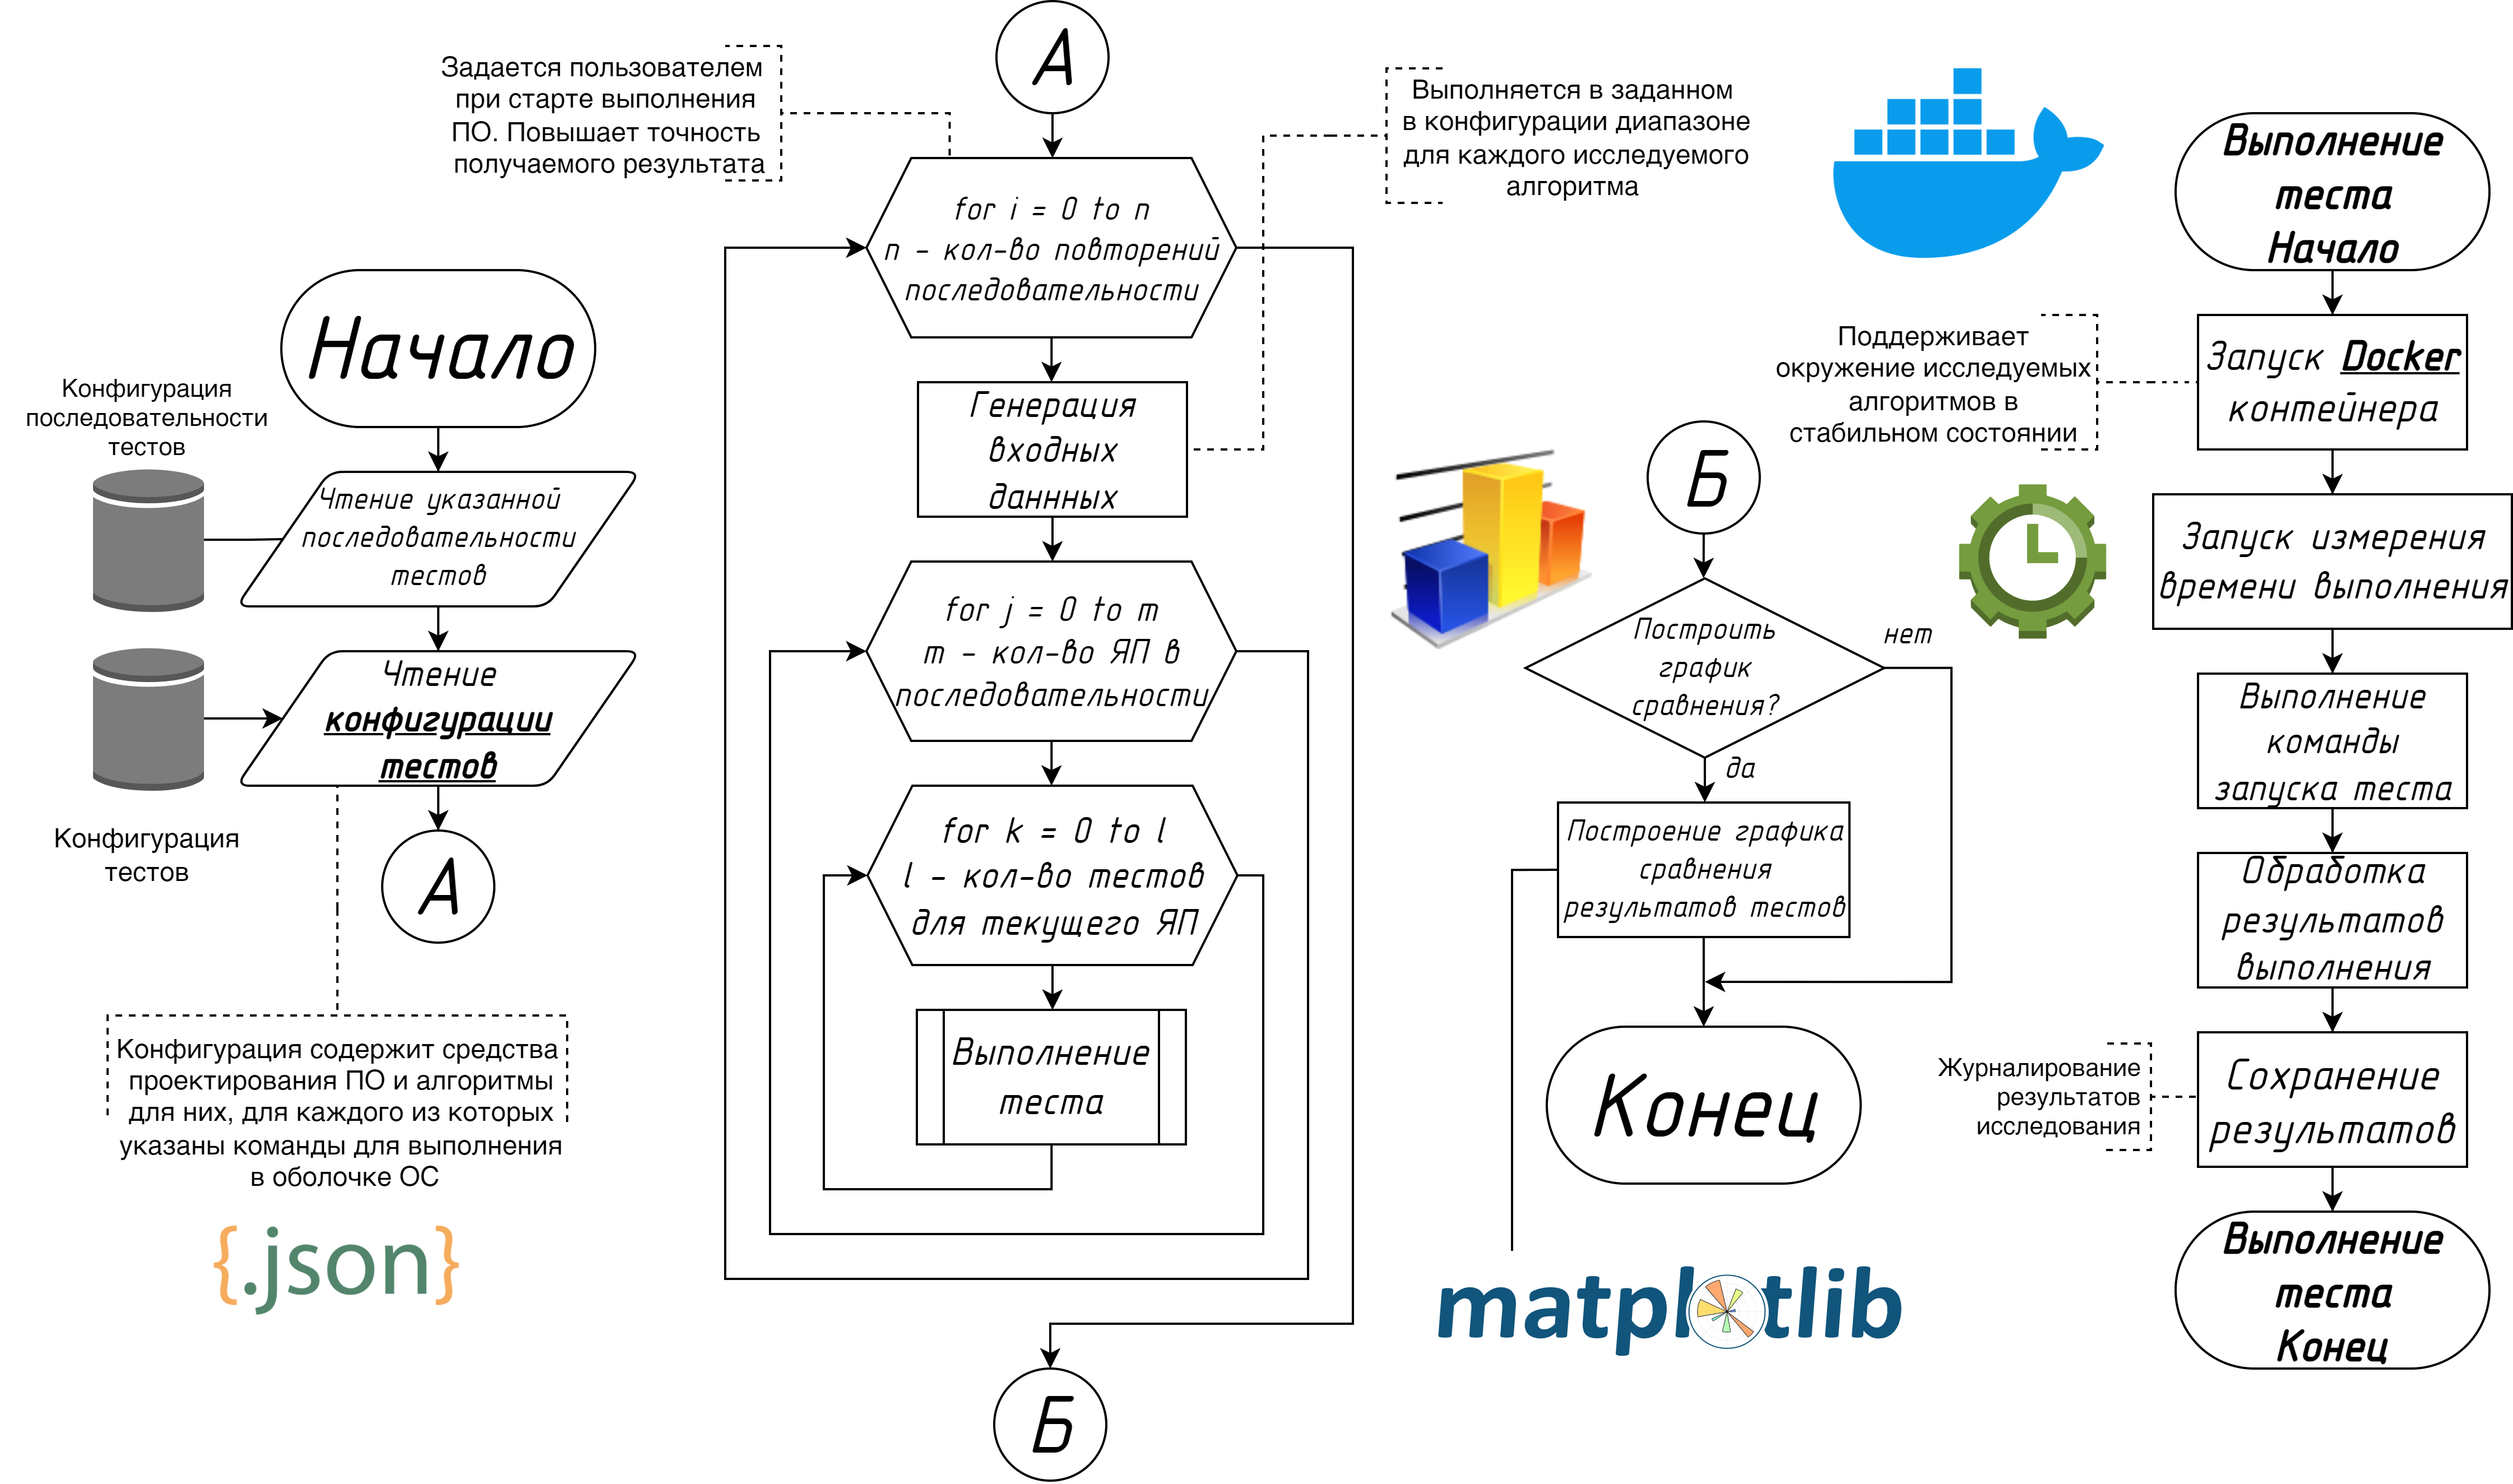 Начало
Конфигурация
последовательности
тестов
Чтение указанной
последовательности
тестов
Чтение
конфигурации
тестов
Конфигурация
тестов
А
Конфигурация содержит средства
проектирования ПО и алгоритмы
для них, для каждого из которых
указаны команды для выполнения
в оболочке ОС
{.json}
А
Задается пользователем
при старте выполнения
ПО. Повышает точность
получаемого результата
for i = 0 to n
n - кол-во повторений
последовательности
Выполняется в заданном
в конфигурации диапазоне
для каждого исследуемого
алгоритма
Генерация
входных
даннных
for j = 0 to m
m - кол-во ЯП в
последовательности
for k = 0 to l
l - кол-во тестов
для текущего ЯП
Выполнение
теста
Б
Б
Построить
график
сравнения?
нет
да
Построение графика
сравнения
результатов тестов
Конец
matplotlib
Выполнение
теста
Начало
Поддерживает
окружение исследуемых
алгоритмов в
стабильном состоянии
Запуск Docker
контейнера
Запуск измерения
времени выполнения
Выполнение
команды
запуска теста
Обработка
результатов
выполнения
Журналирование
результатов
исследования
Сохранение
результатов
Выполнение
теста
Конец